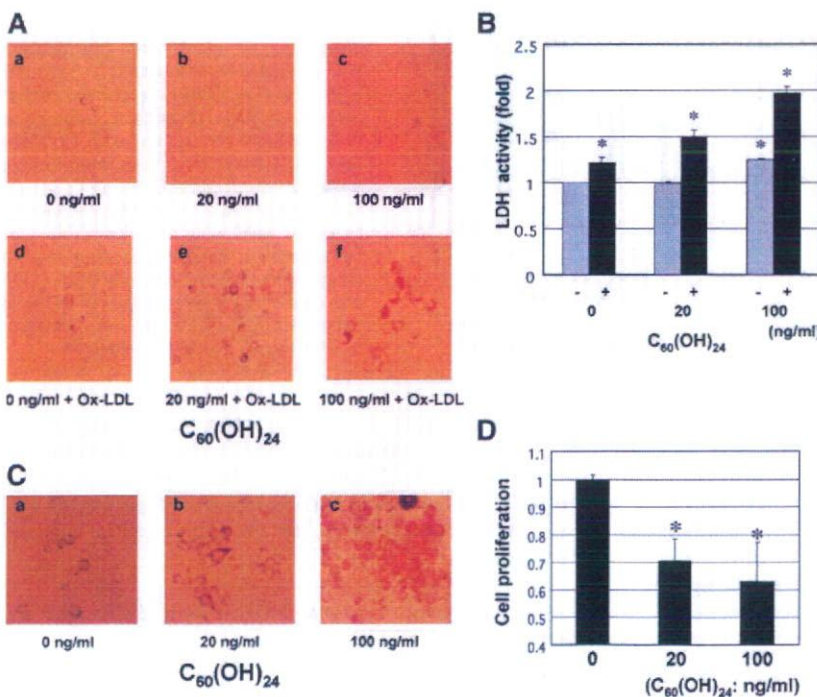 A
a
b
c
0 ng/ml
20 ng/ml
100 ng/ml
d
e
f
0 ng/ml + Ox-LDL
20 ng/ml + Ox-LDL
100 ng/ml + Ox-LDL
C60(OH)24
B
LDH activity (fold)
2.5
2
1.5
1
0.5
0
*
*
*
*
- + - + - +
0 20 100
(ng/ml)
C60(OH)24
C
a
b
c
0 ng/ml
20 ng/ml
100 ng/ml
C60(OH)24
D
Cell proliferation
1.1
1
0.9
0.8
0.7
0.6
0.5
0.4
*
*
0 20 100
(C60(OH)24: ng/ml)